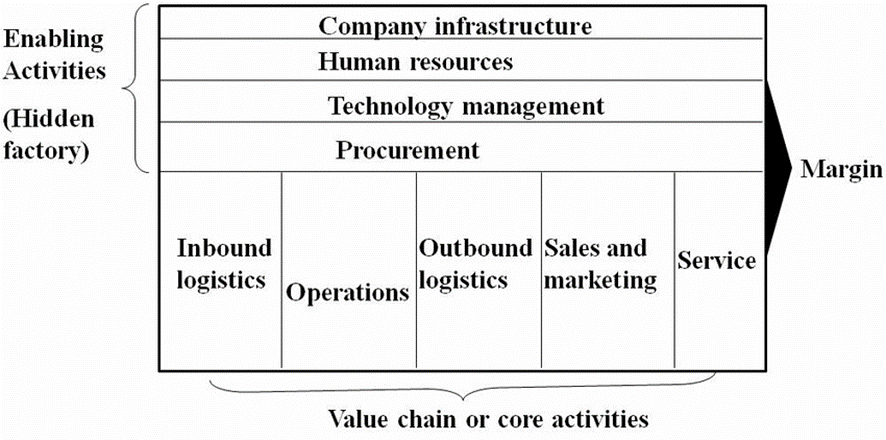 Enabling
Activities
(Hidden
factory)
Company infrastructure
Human resources
Technology management
Procurement
Margin
Inbound
logistics
Operations
Outbound
logistics
Sales and
marketing
Service
Value chain or core activities